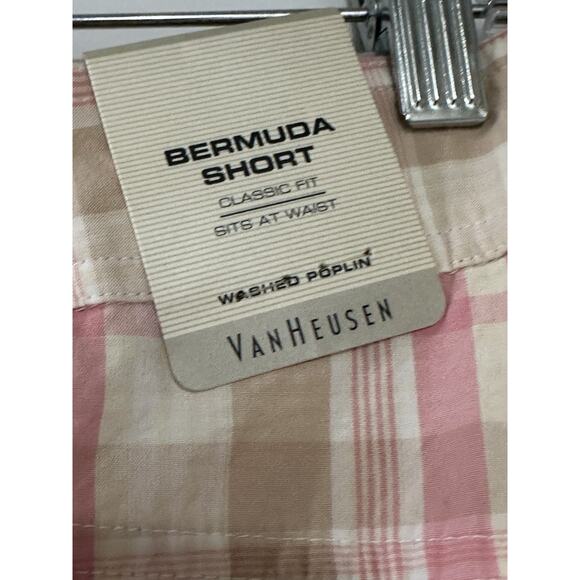 BERMUDA
SHORT
CLASSIC FIT
SITS AT WAIST
WASHED POPLIN
VANHEUSEN